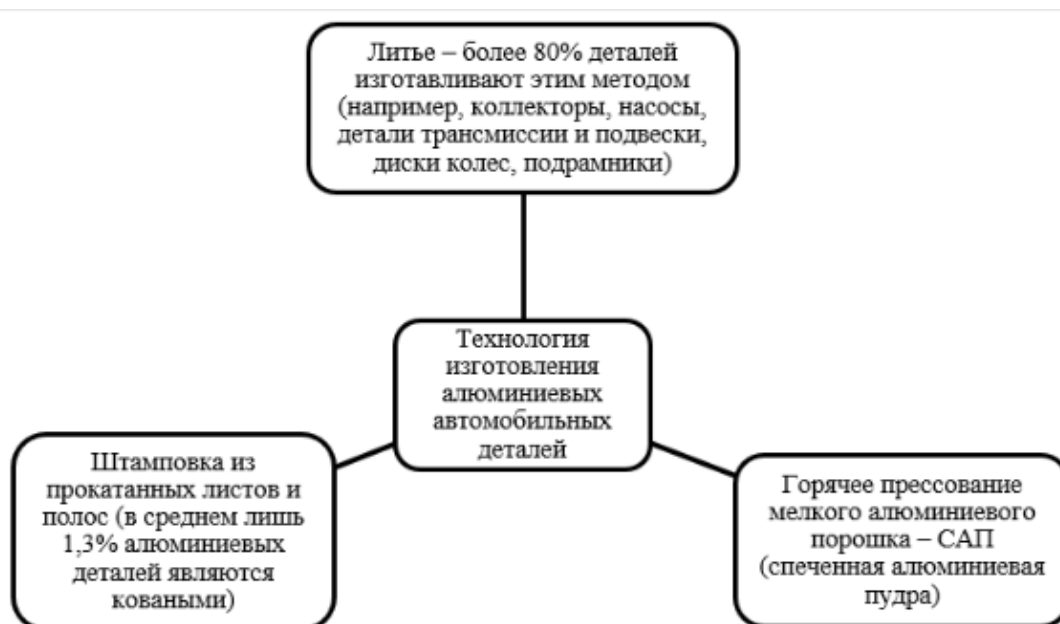 Литье – более 80% деталей
изготавливают этим методом
(например, коллекторы, насосы,
детали трансмиссии и подвески,
диски колес, подрамники)
Технология
изготовления
алюминиевых
автомобильных
деталей
Штамповка из
прокатанных листов и
полос (в среднем лишь
1,3% алюминиевых
деталей являются
коваными)
Горячее прессование
мелкого алюминиевого
порошка – САП
(спеченная алюминиевая
пудра)